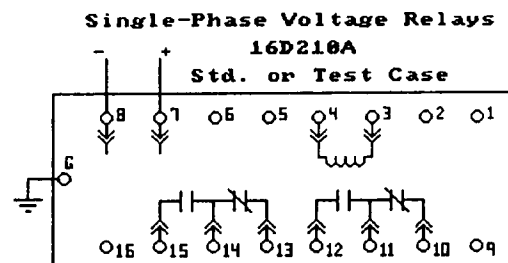 Single-Phase Voltage Relays
16D210A
Std. or Test Case
- +
8 7 6 5 4 3 2 1
G
16 15 14 13 12 11 10 9